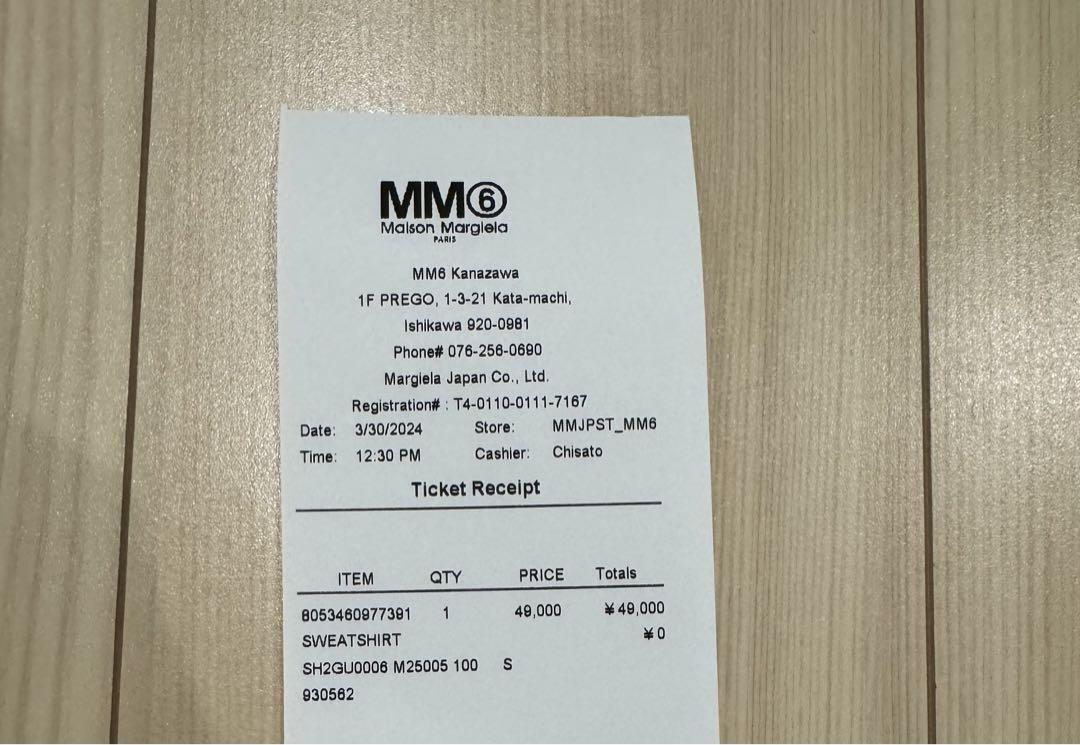 MM⑥
Maison Margiela
PARIS
MM6 Kanazawa
1F PREGO, 1-3-21 Kata-machi,
Ishikawa 920-0981
Phone# 076-256-0690
Margiela Japan Co., Ltd.
Registration# : T4-0110-0111-7167
Date: 3/30/2024 Store: MMJPST_MM6
Time: 12:30 PM Cashier: Chisato
Ticket Receipt
ITEM QTY PRICE Totals
8053460977391 1 49,000 ¥49,000
SWEATSHIRT ¥0
SH2GU0006 M25005 100 S
930562